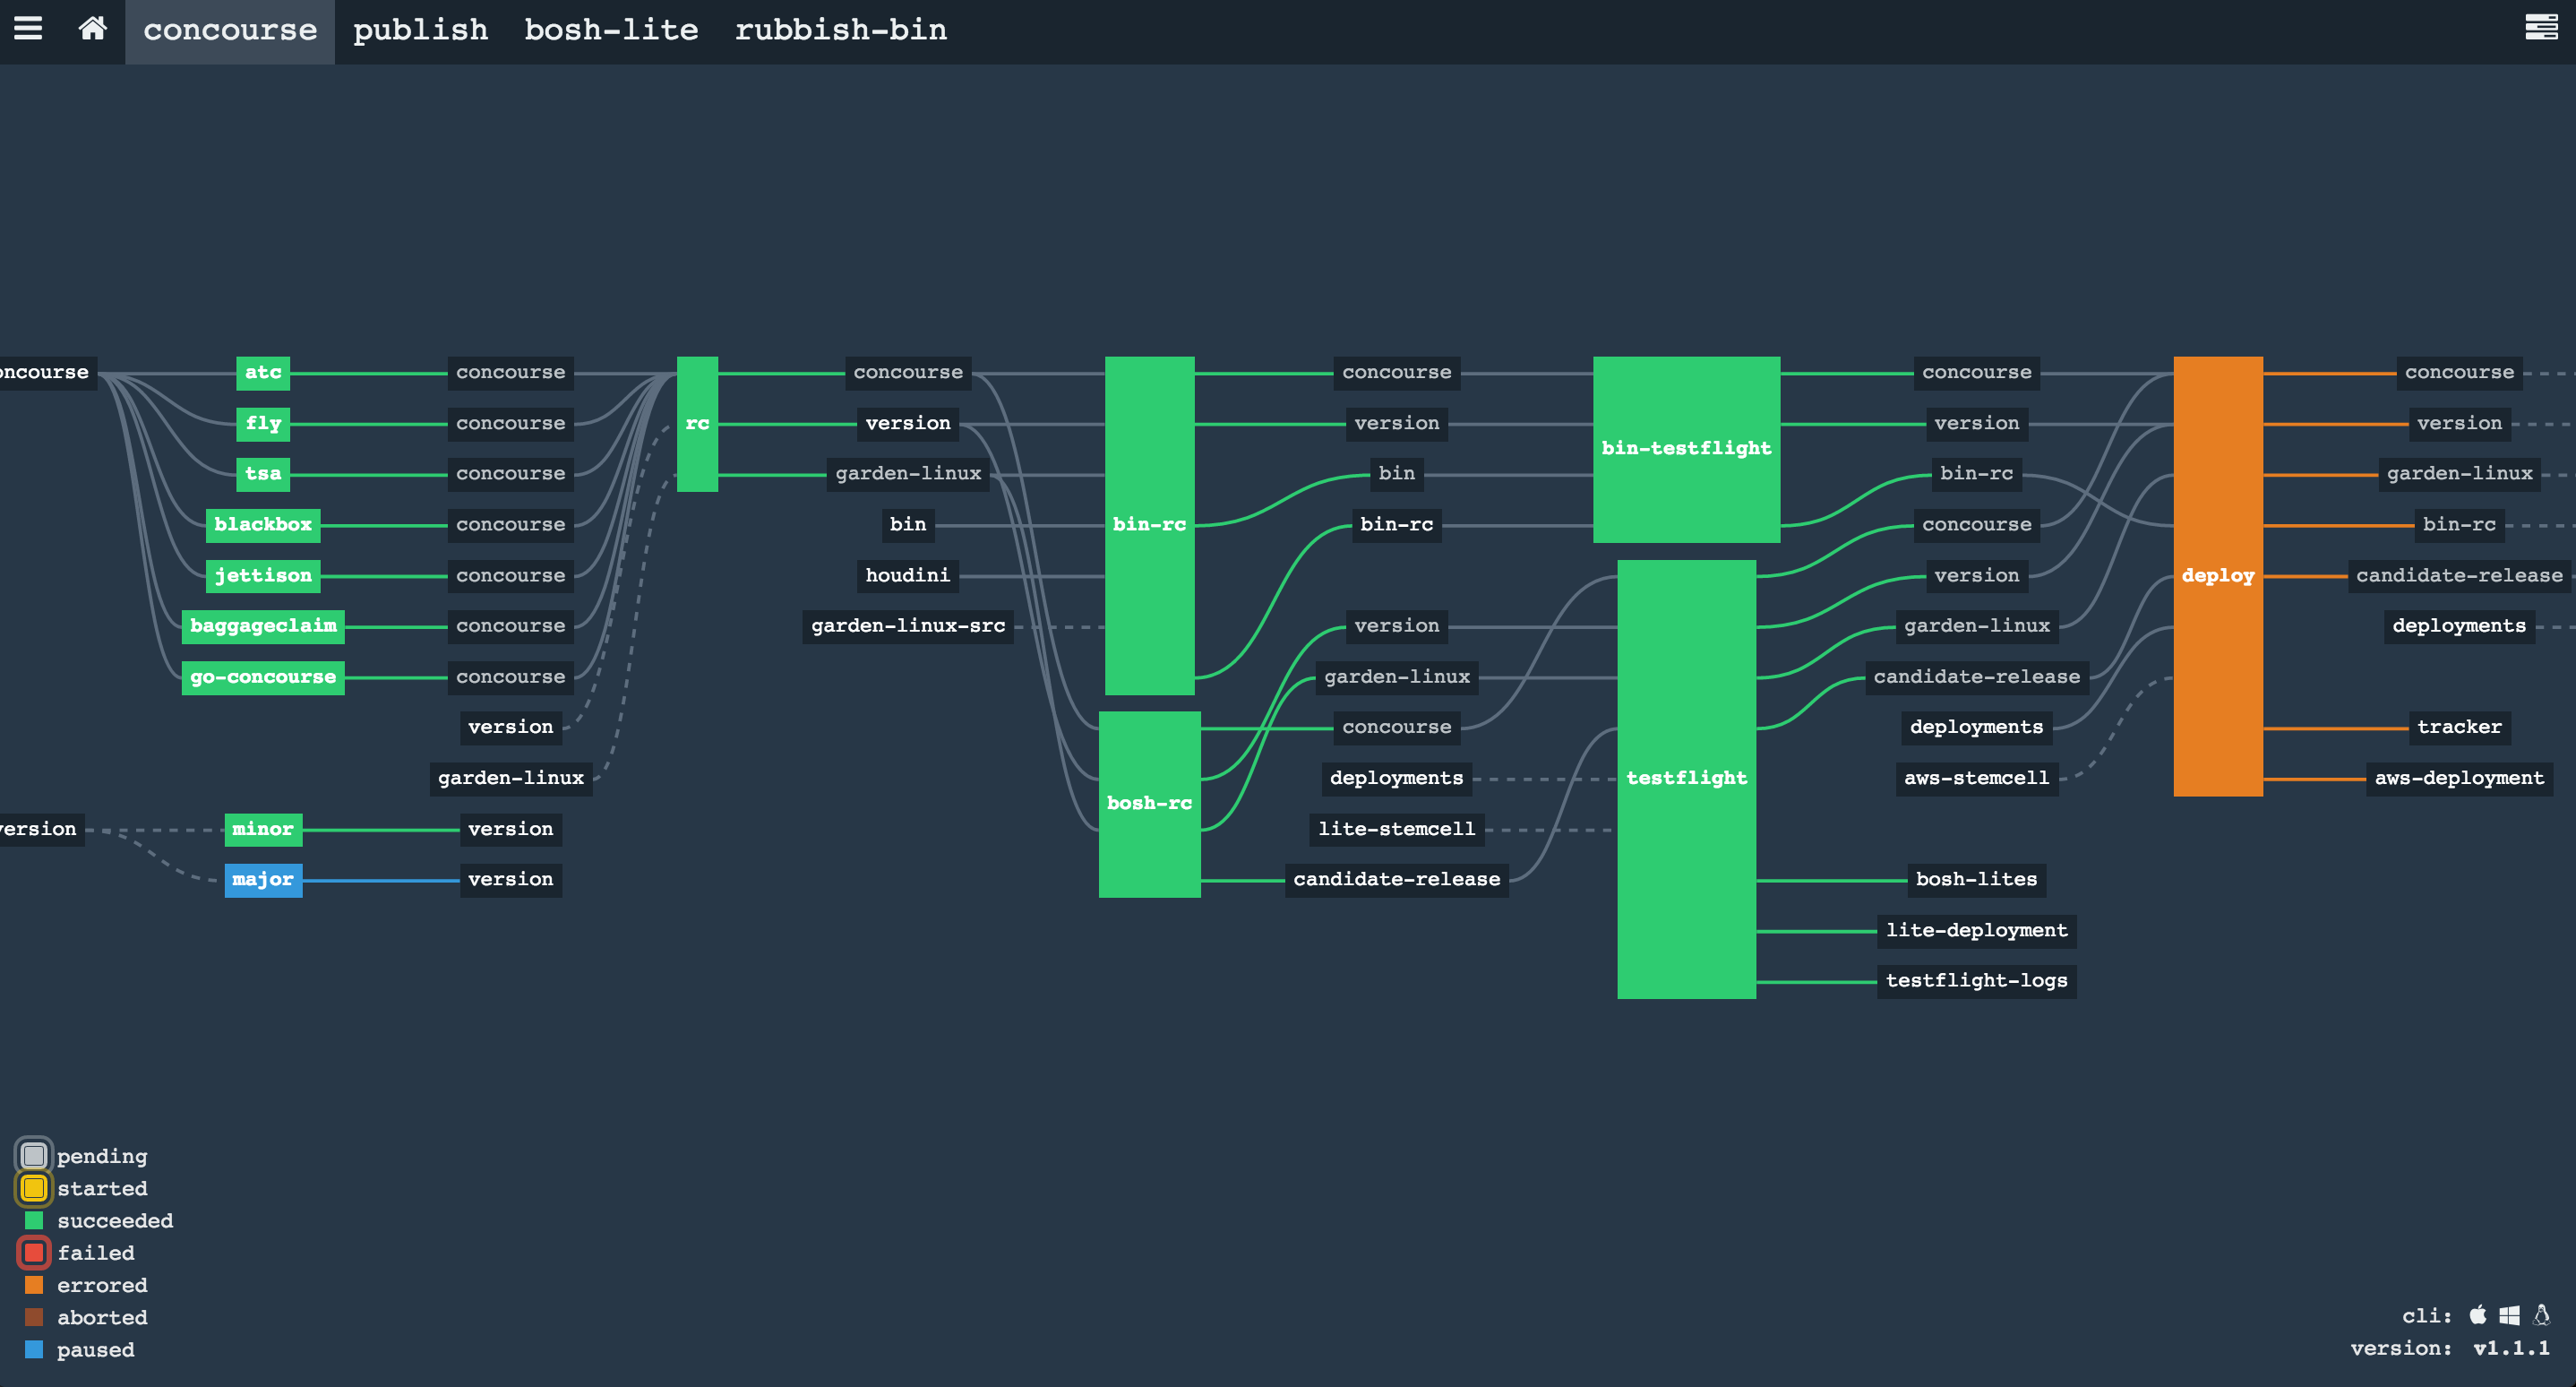 concourse publish bosh-lite rubbish-bin
oncourse atc concourse rc concourse bin-rc concourse bin-testflight concourse deploy concourse
fly concourse version version version version
tsa concourse garden-linux bin bin-rc garden-linux
blackbox concourse bin bin-rc concourse bin-rc
jettison concourse houdini testflight version candidate-release
baggageclaim concourse garden-linux-src version garden-linux deployments
go-concourse concourse garden-linux candidate-release
version bosh-rc concourse deployments tracker
garden-linux deployments aws-stemcell aws-deployment
version minor version lite-stemcell
major version candidate-release bosh-lites
lite-deployment
testflight-logs
pending
started
succeeded
failed
errored
aborted
paused
cli:
version: v1.1.1